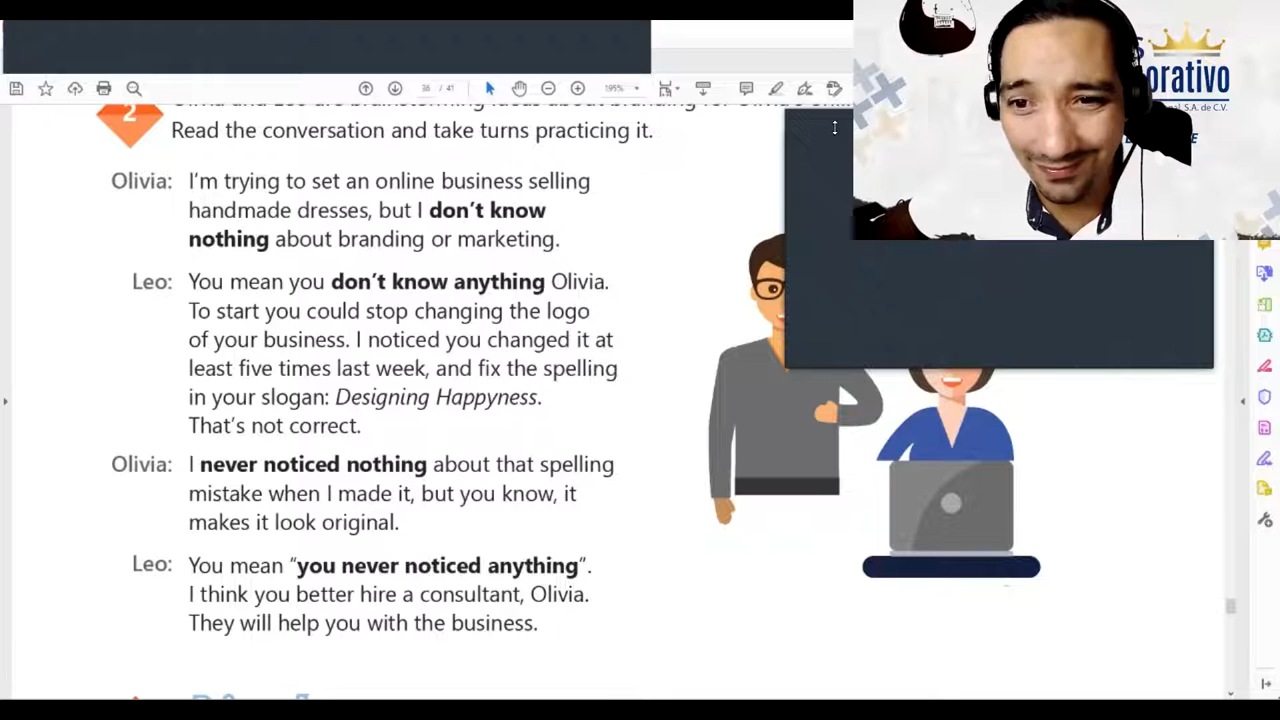 orativo
nal, S.A. de C.V.
36 / 41
195%
2
Read the conversation and take turns practicing it.
Olivia: I'm trying to set an online business selling
handmade dresses, but I don't know
nothing about branding or marketing.
Leo: You mean you don't know anything Olivia.
To start you could stop changing the logo
of your business. I noticed you changed it at
least five times last week, and fix the spelling
in your slogan: Designing Happyness.
That's not correct.
Olivia: I never noticed nothing about that spelling
mistake when I made it, but you know, it
makes it look original.
Leo: You mean “you never noticed anything”.
I think you better hire a consultant, Olivia.
They will help you with the business.